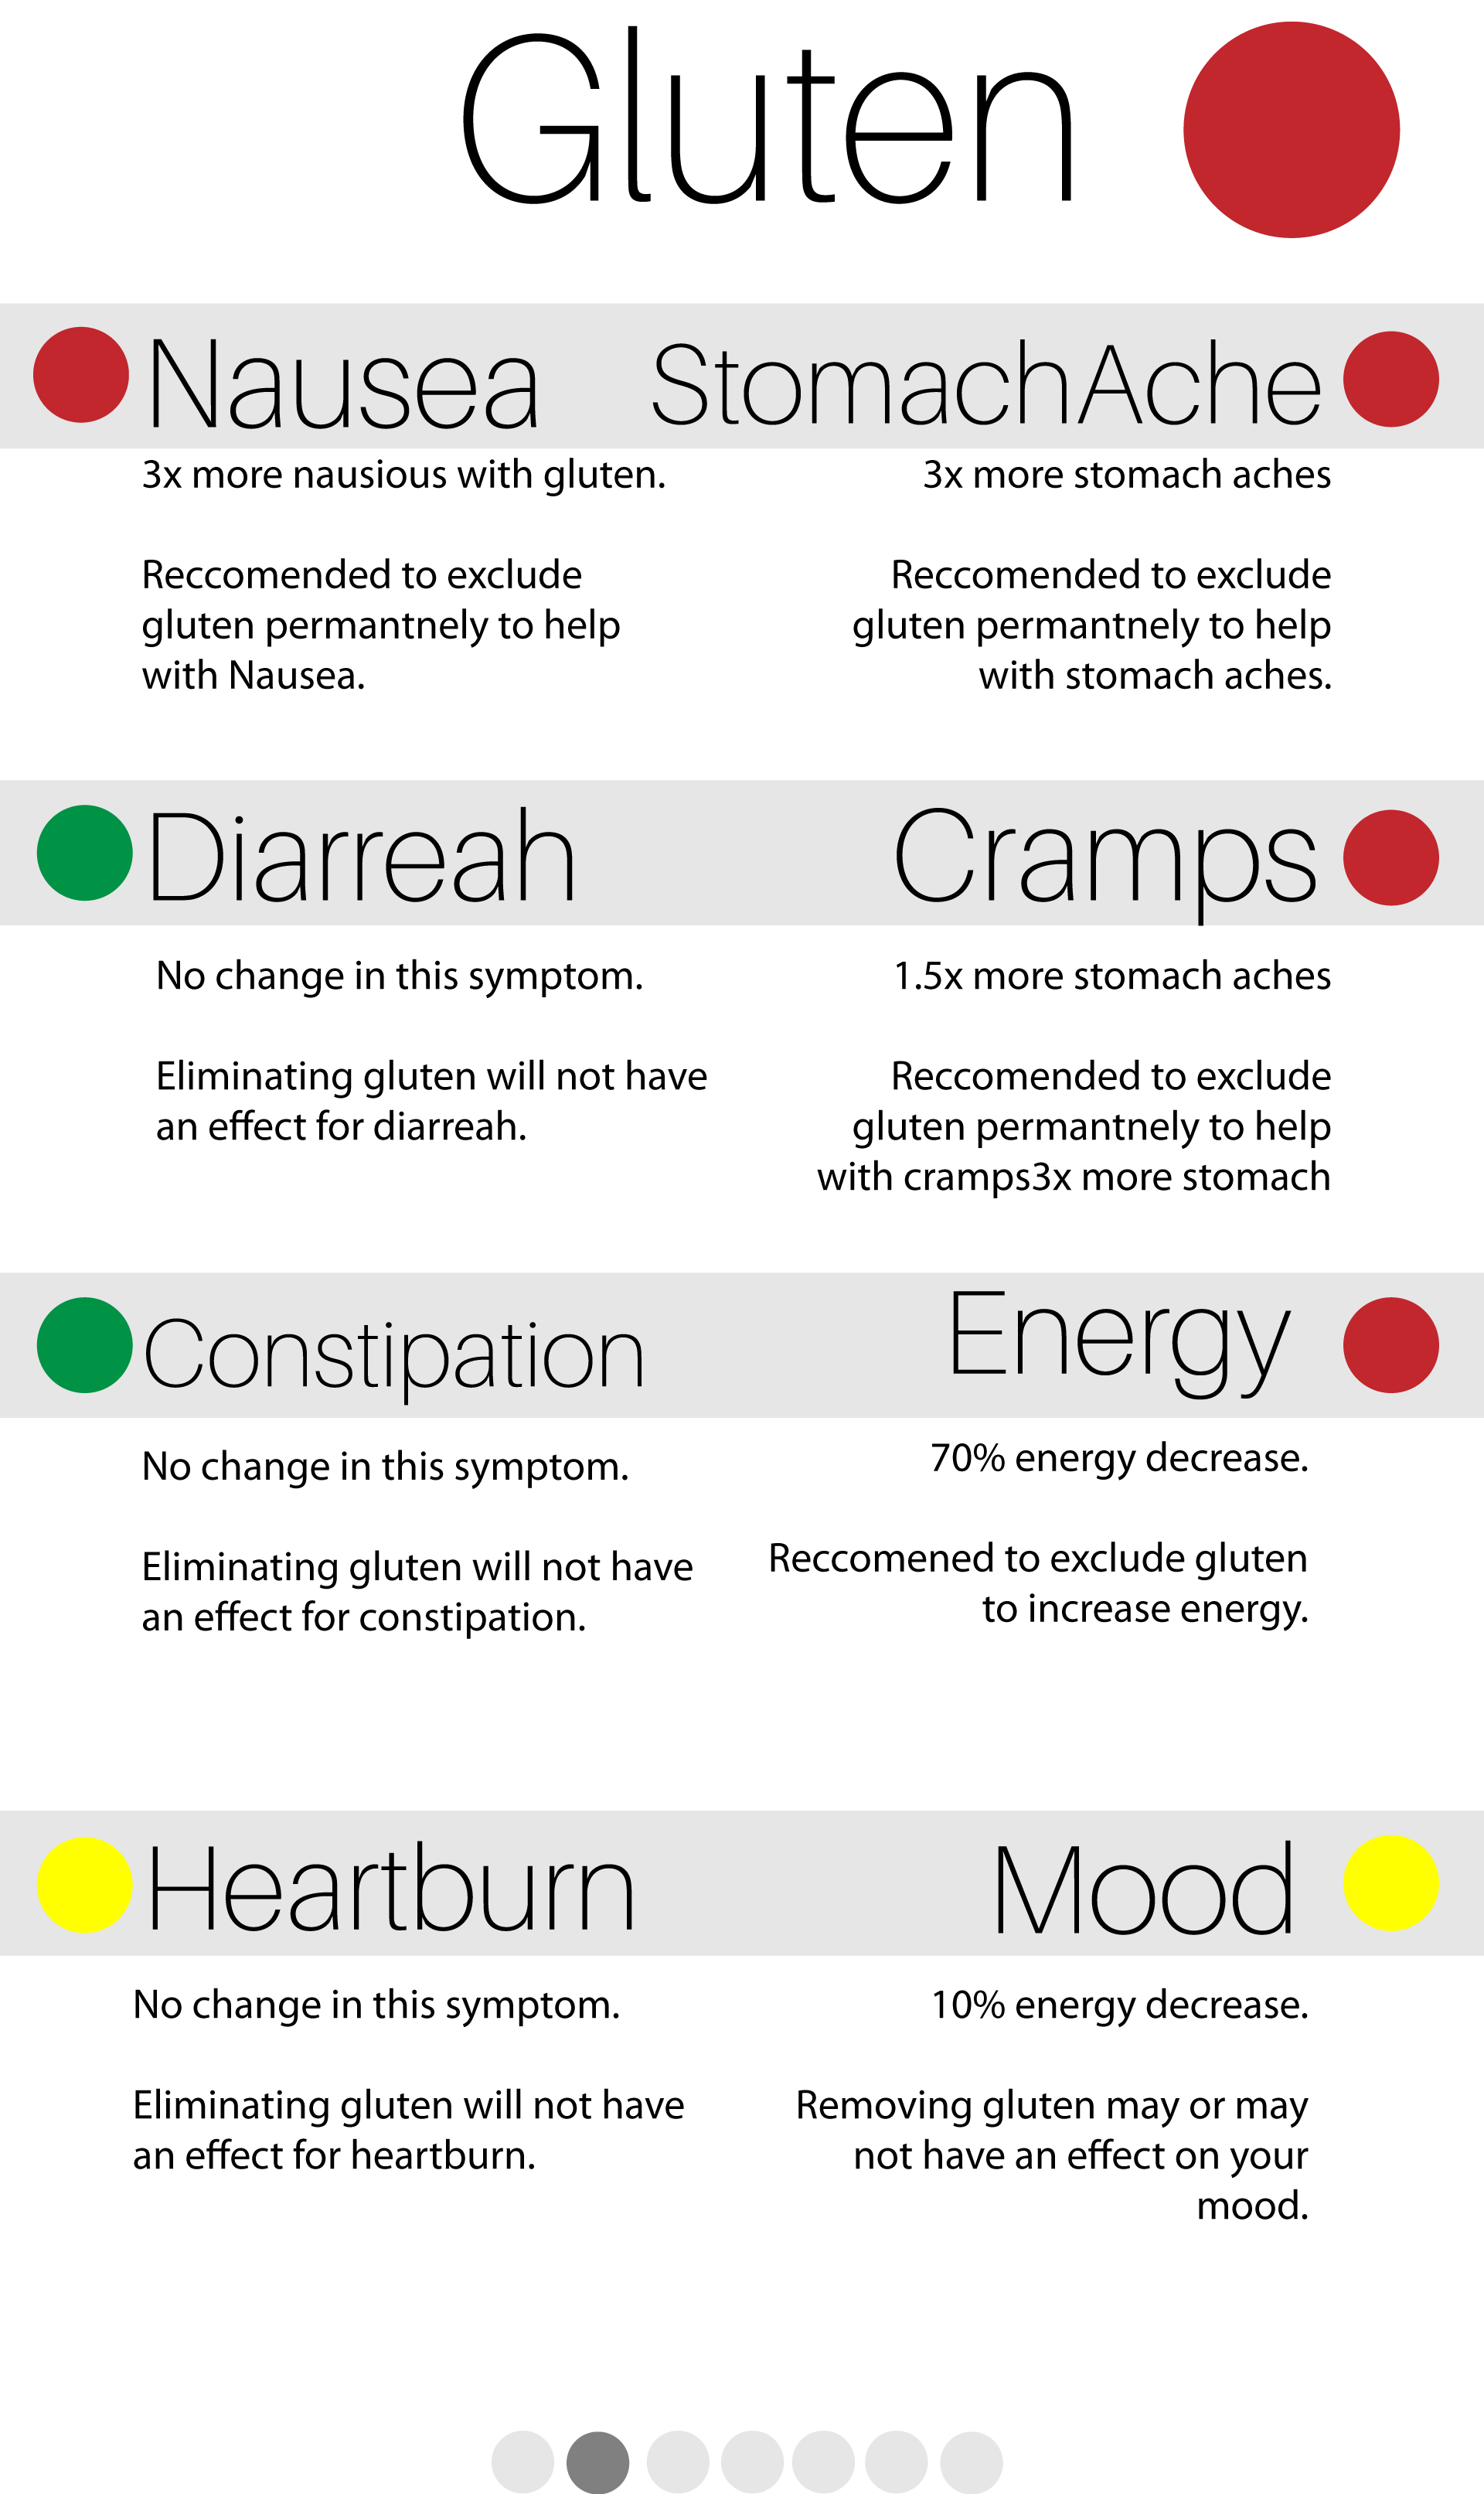 Gluten
Nausea
3x more nausious with gluten.
Reccomended to exclude
gluten permantnely to help
with Nausea.
StomachAche
3x more stomach aches
Reccomended to exclude
gluten permantnely to help
with stomach aches.
Diarreah
No change in this symptom.
Eliminating gluten will not have
an effect for diarreah.
Cramps
1.5x more stomach aches
Reccomended to exclude
gluten permantnely to help
with cramps3x more stomach
Constipation
No change in this symptom.
Eliminating gluten will not have
an effect for constipation.
Energy
70% energy decrease.
Reccomened to exclude gluten
to increase energy.
Heartburn
No change in this symptom.
Eliminating gluten will not have
an effect for heartburn.
Mood
10% energy decrease.
Removing gluten may or may
not have an effect on your
mood.